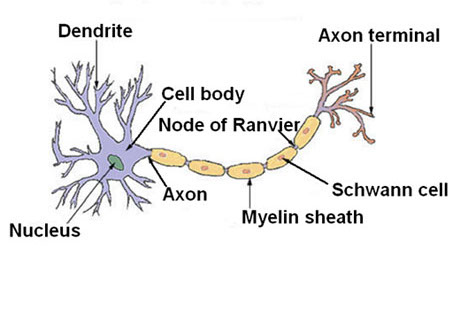 Dendrite
Axon terminal
Cell body
Node of Ranvier
Axon
Schwann cell
Myelin sheath
Nucleus